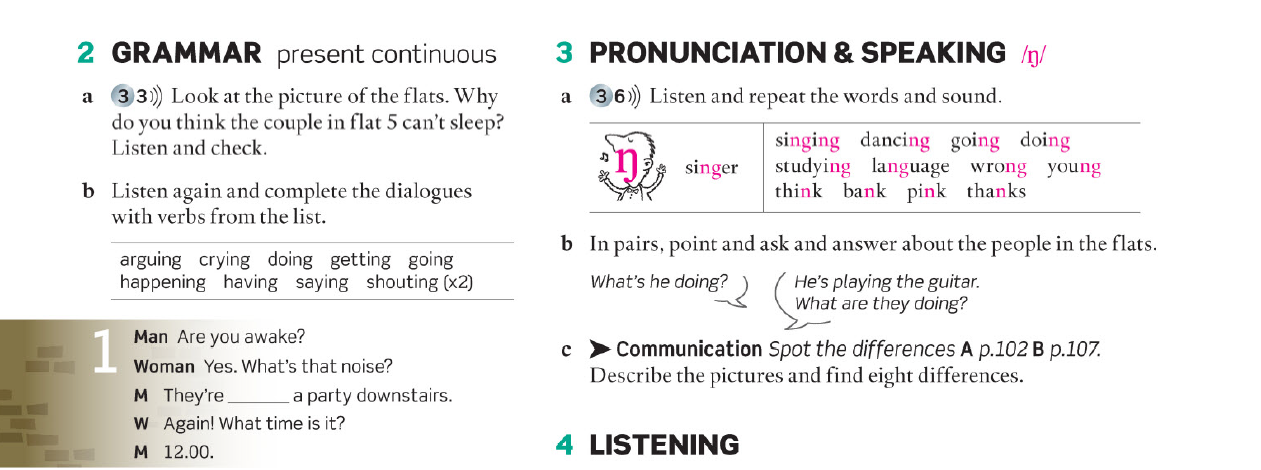 2 GRAMMAR present continuous
a 3 3))) Look at the picture of the flats. Why
do you think the couple in flat 5 can't sleep?
Listen and check.
b Listen again and complete the dialogues
with verbs from the list.
arguing crying doing getting going
happening having saying shouting (x2)
1
Man Are you awake?
Woman Yes. What's that noise?
M They're ______ a party downstairs.
W Again! What time is it?
M 12.00.
3 PRONUNCIATION & SPEAKING /ŋ/
a 3 6))) Listen and repeat the words and sound.
ŋ singer
singing dancing going doing
studying language wrong young
think bank pink thanks
b In pairs, point and ask and answer about the people in the flats.
What's he doing?
He's playing the guitar.
What are they doing?
c ➤ Communication Spot the differences A p.102 B p.107.
Describe the pictures and find eight differences.
4 LISTENING